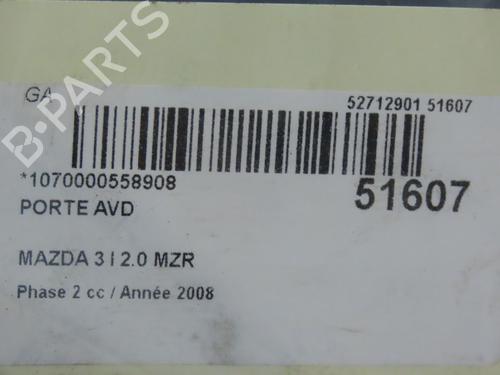 GA
52712901 51607
*1070000558908
51607
PORTE AVD
MAZDA 3 I 2.0 MZR
Phase 2 cc / Année 2008
B-PARTS